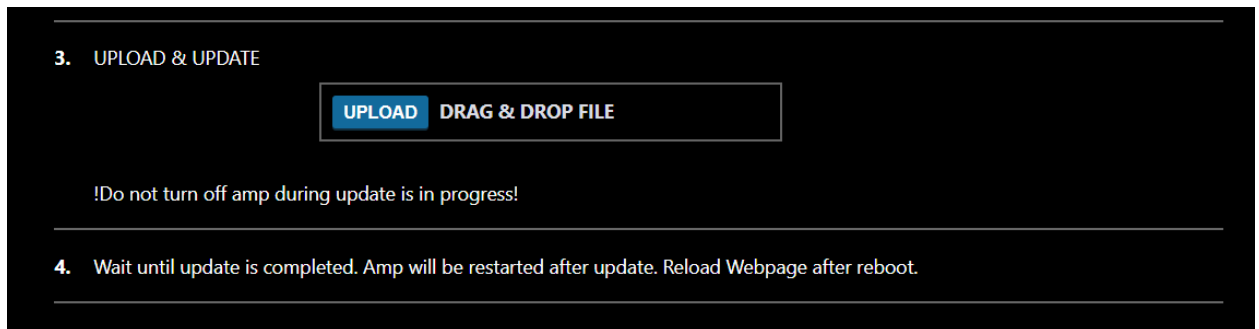 3. UPLOAD & UPDATE
UPLOAD DRAG & DROP FILE
!Do not turn off amp during update is in progress!
4. Wait until update is completed. Amp will be restarted after update. Reload Webpage after reboot.